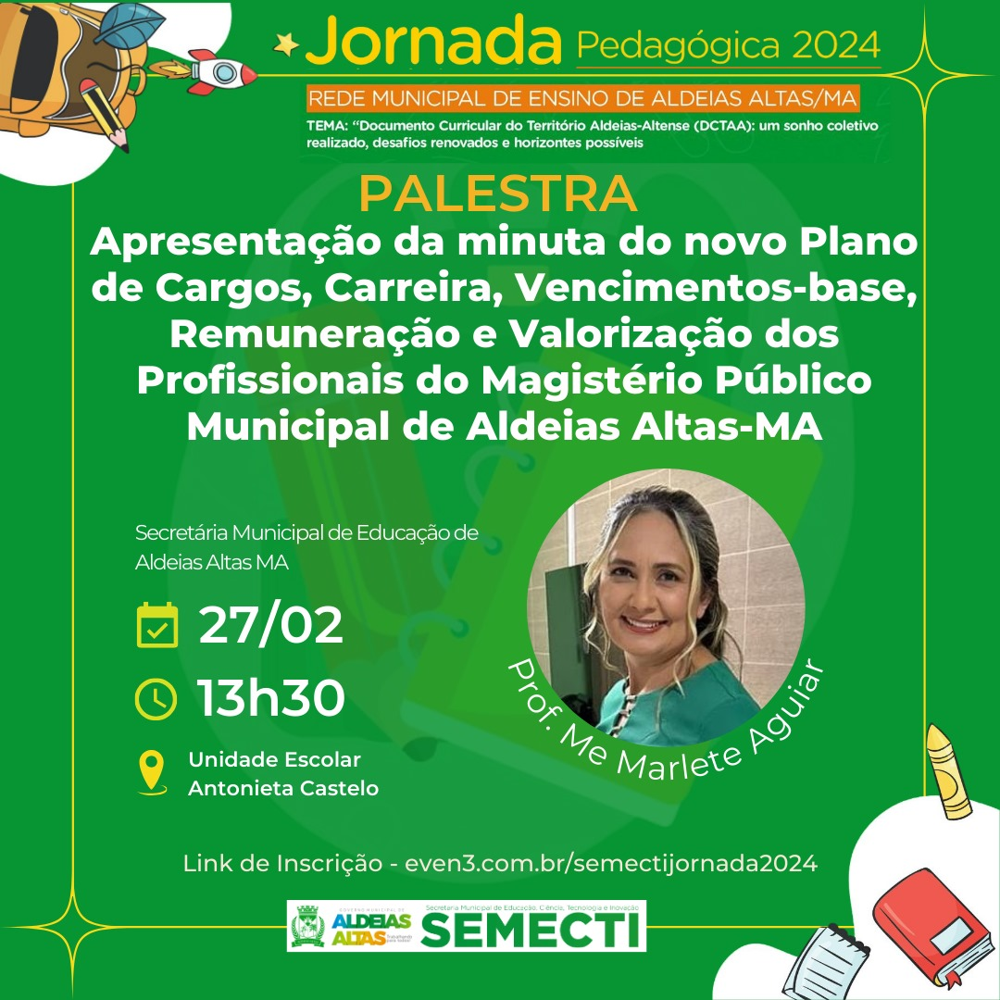 Jornada Pedagógica 2024
REDE MUNICIPAL DE ENSINO DE ALDEIAS ALTAS/MA
TEMA: “Documento Curricular do Território Aldeias-Altense (DCTAA): um sonho coletivo
realizado, desafios renovados e horizontes possíveis
PALESTRA
Apresentação da minuta do novo Plano
de Cargos, Carreira, Vencimentos-base,
Remuneração e Valorização dos
Profissionais do Magistério Público
Municipal de Aldeias Altas-MA
Secretária Municipal de Educação de
Aldeias Altas MA
27/02
13h30
Unidade Escolar
Antonieta Castelo
Prof. Me Marlete Aguiar
Link de Inscrição - even3.com.br/semectijornada2024
GOVERNO MUNICIPAL DE
ALDEIAS
ALTAS
Secretaria Municipal de Educação, Ciência, Tecnologia e Inovação
SEMECTI